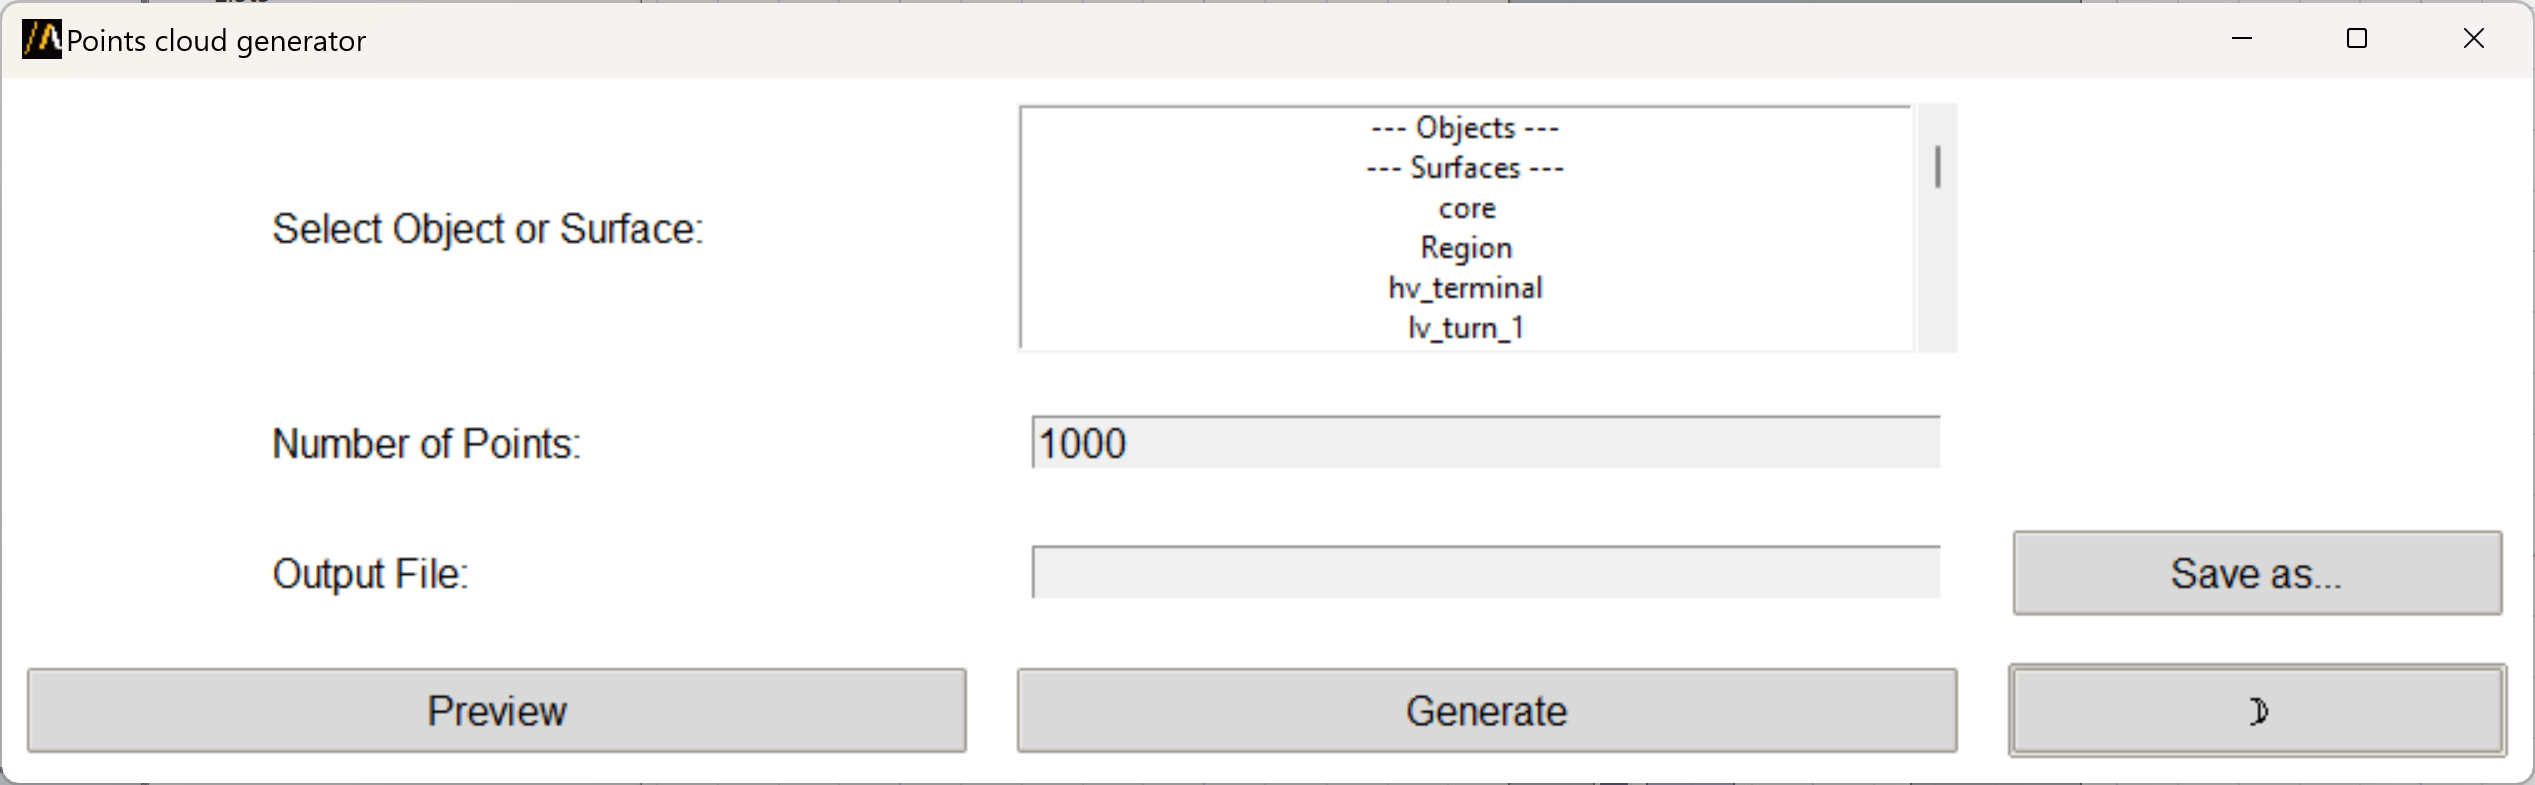 Points cloud generator
--- Objects ---
--- Surfaces ---
core
Region
hv_terminal
lv_turn_1
Select Object or Surface:
Number of Points:
1000
Output File:
Save as...
Preview
Generate